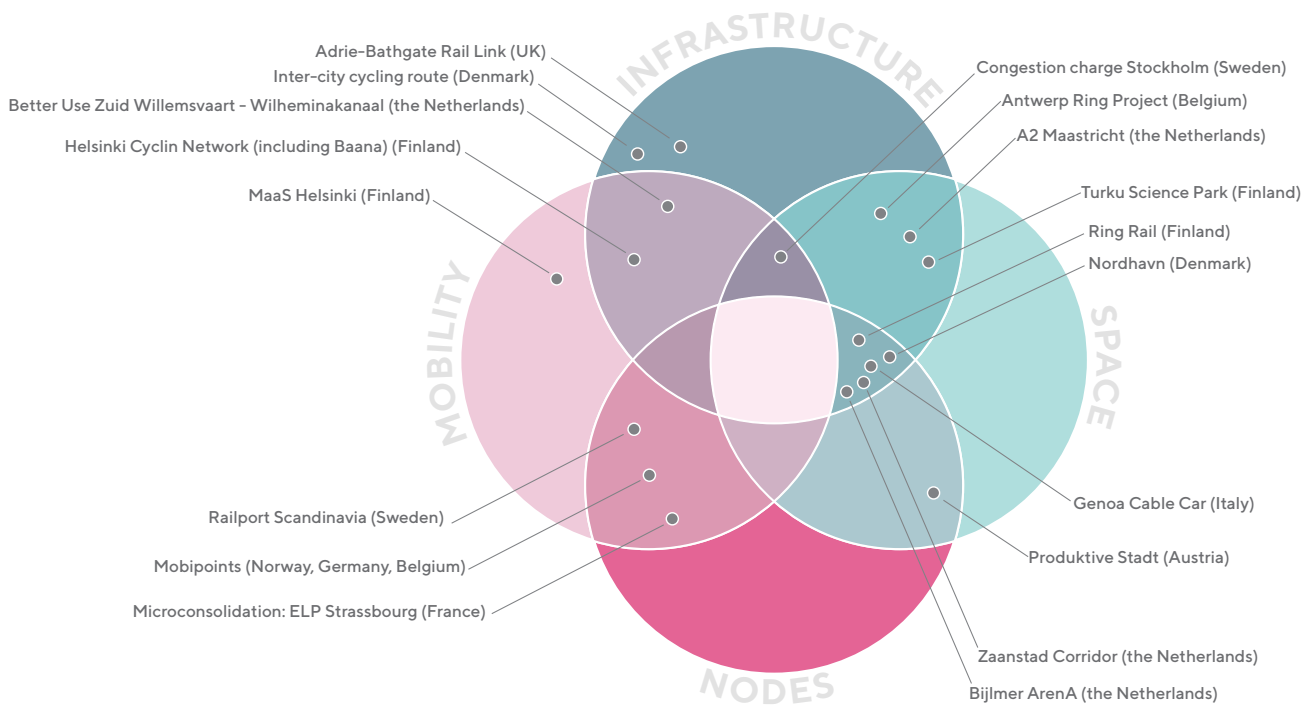 INFRASTRUCTURE
Adrie-Bathgate Rail Link (UK)
Inter-city cycling route (Denmark)
Better Use Zuid Willemsvaart - Wilheminakanaal (the Netherlands)
Helsinki Cyclin Network (including Baana) (Finland)
MaaS Helsinki (Finland)
Congestion charge Stockholm (Sweden)
Antwerp Ring Project (Belgium)
A2 Maastricht (the Netherlands)
Turku Science Park (Finland)
Ring Rail (Finland)
Nordhavn (Denmark)
MOBILITY
SPACE
Railport Scandinavia (Sweden)
Mobipoints (Norway, Germany, Belgium)
Microconsolidation: ELP Strassbourg (France)
Genoa Cable Car (Italy)
Produktive Stadt (Austria)
Zaanstad Corridor (the Netherlands)
Bijlmer ArenA (the Netherlands)
NODES